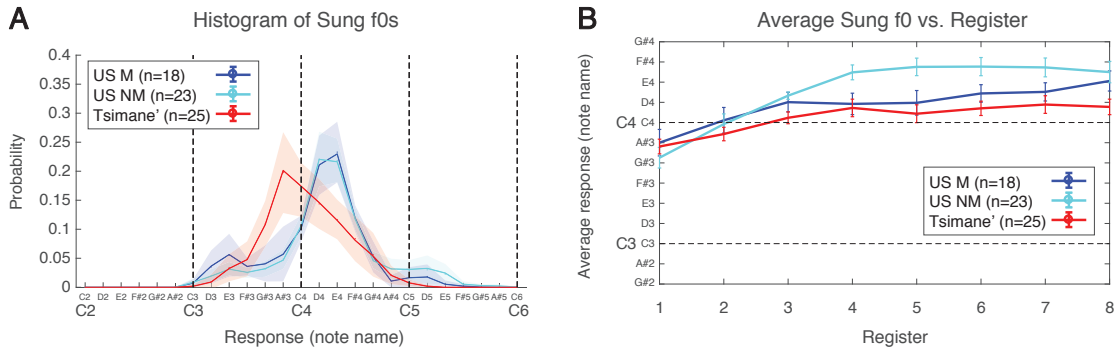 A
Histogram of Sung f0s
Probability
0.4
0.35
0.3
0.25
0.2
0.15
0.1
0.05
0
US M (n=18)
US NM (n=23)
Tsimane' (n=25)
C2 D2 E2 F#2 G#2 A#2 C3 D3 E3 F#3 G#3 A#3 C4 D4 E4 F#4 G#4 A#4 C5 D5 E5 F#5 G#5 A#5 C6
C2 C3 C4 C5 C6
Response (note name)
B
Average Sung f0 vs. Register
Average response (note name)
G#4
F#4
E4
D4
C4 C4
A#3
G#3
F#3
E3
D3
C3 C3
A#2
G#2
US M (n=18)
US NM (n=23)
Tsimane' (n=25)
1 2 3 4 5 6 7 8
Register